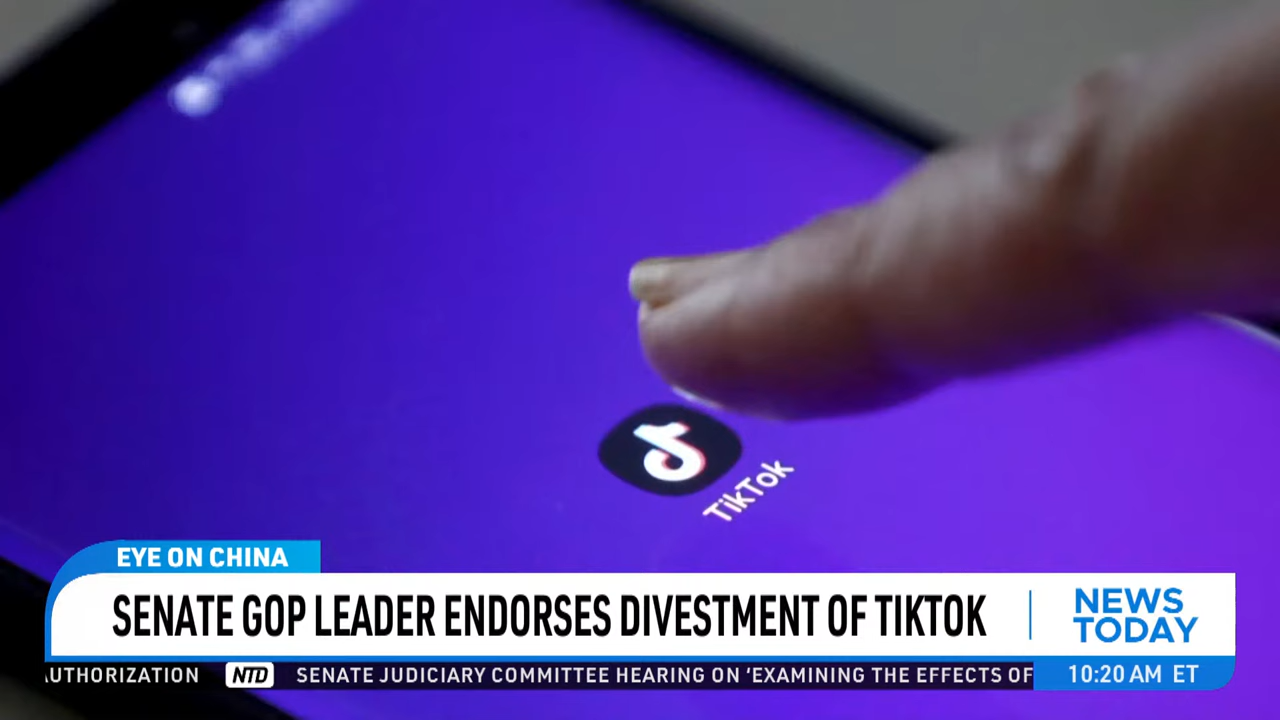 TikTok
EYE ON CHINA
SENATE GOP LEADER ENDORSES DIVESTMENT OF TIKTOK
NEWS
TODAY
UTHORIZATION
NTD
SENATE JUDICIARY COMMITTEE HEARING ON ‘EXAMINING THE EFFECTS OF
10:20 AM ET